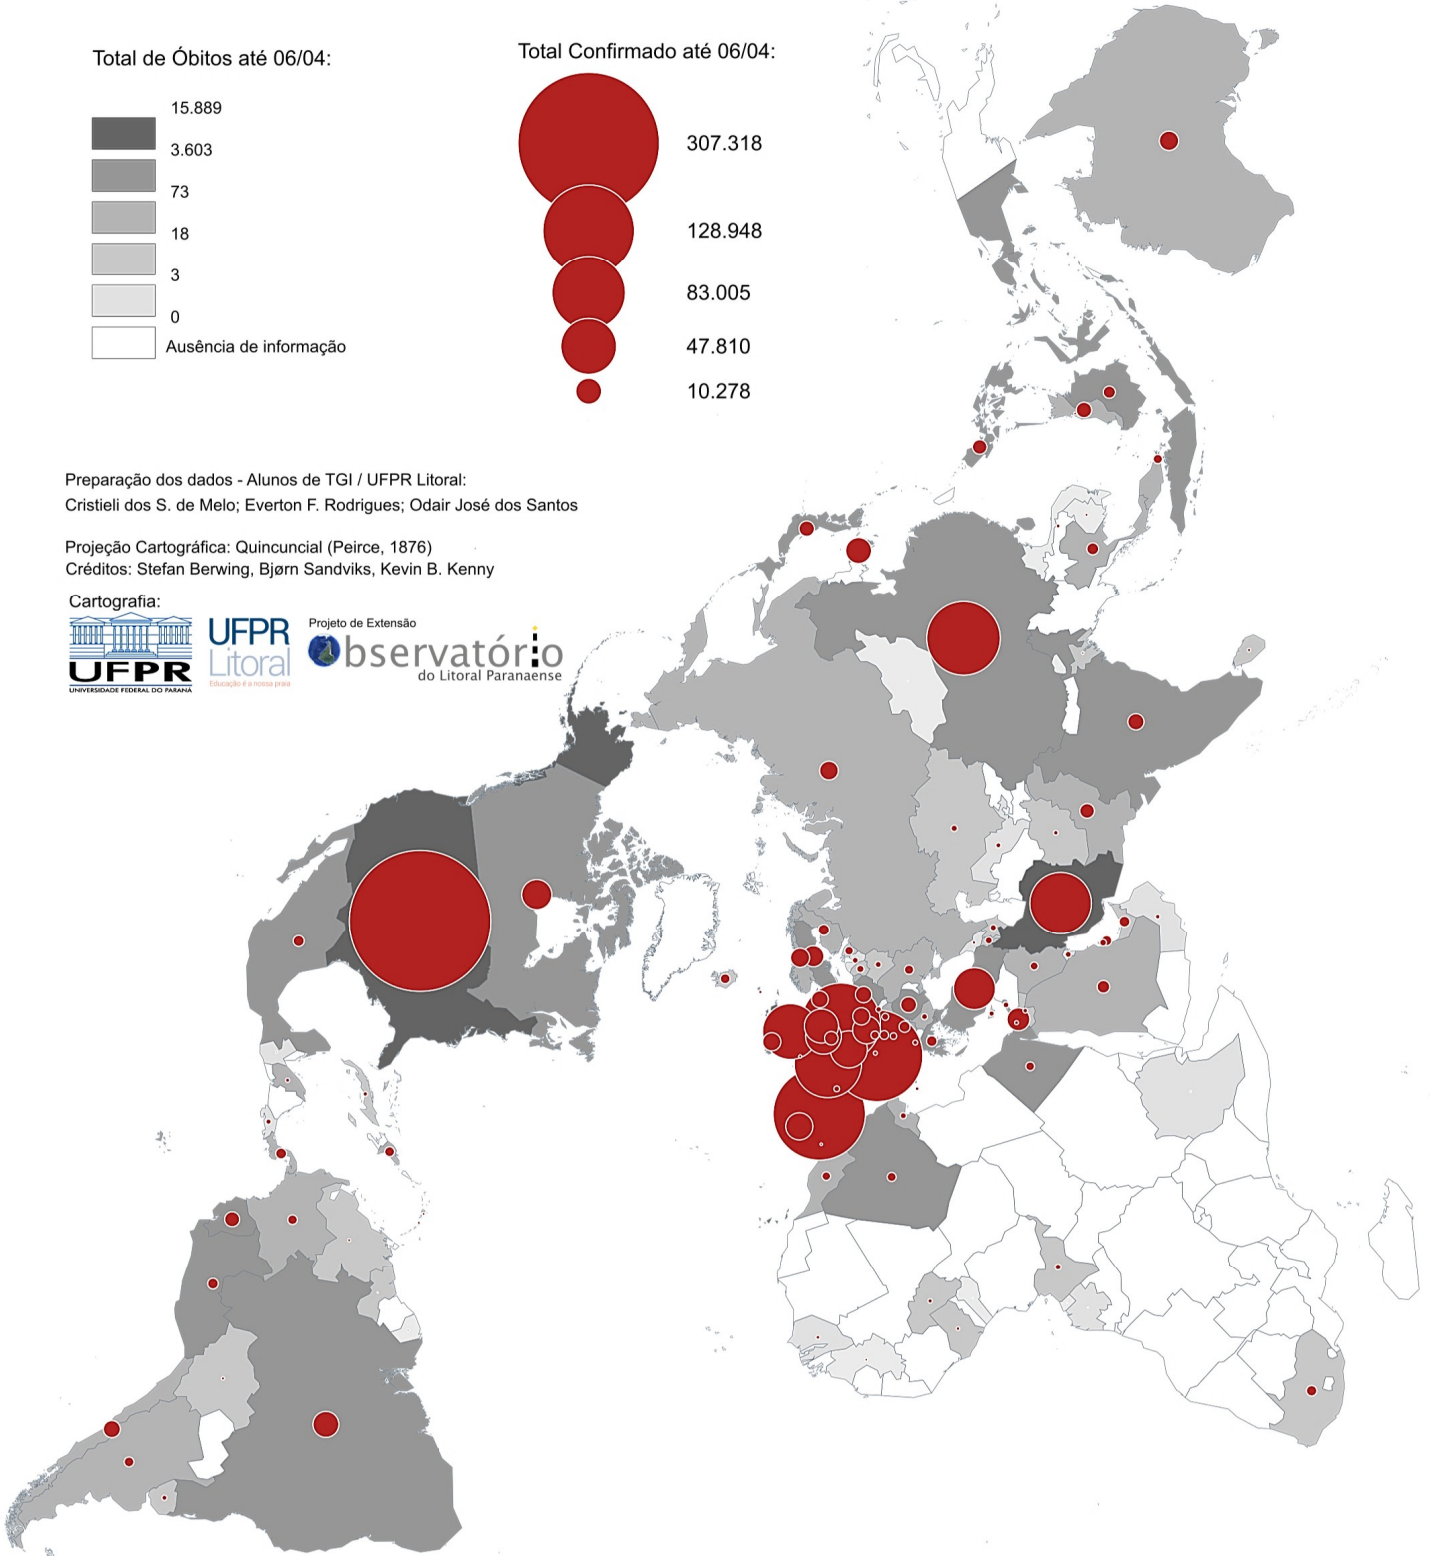 Total de Óbitos até 06/04:
15.889
3.603
73
18
3
0
Ausência de informação
Total Confirmado até 06/04:
307.318
128.948
83.005
47.810
10.278
Preparação dos dados - Alunos de TGI / UFPR Litoral:
Cristieli dos S. de Melo; Everton F. Rodrigues; Odair José dos Santos
Projeção Cartográfica: Quincuncial (Peirce, 1876)
Créditos: Stefan Berwing, Bjørn Sandviks, Kevin B. Kenny
Cartografia:
UFPR
UNIVERSIDADE FEDERAL DO PARANÁ
UFPR
Litoral
Educação é a nossa praia
Projeto de Extensão
Observatório
do Litoral Paranaense